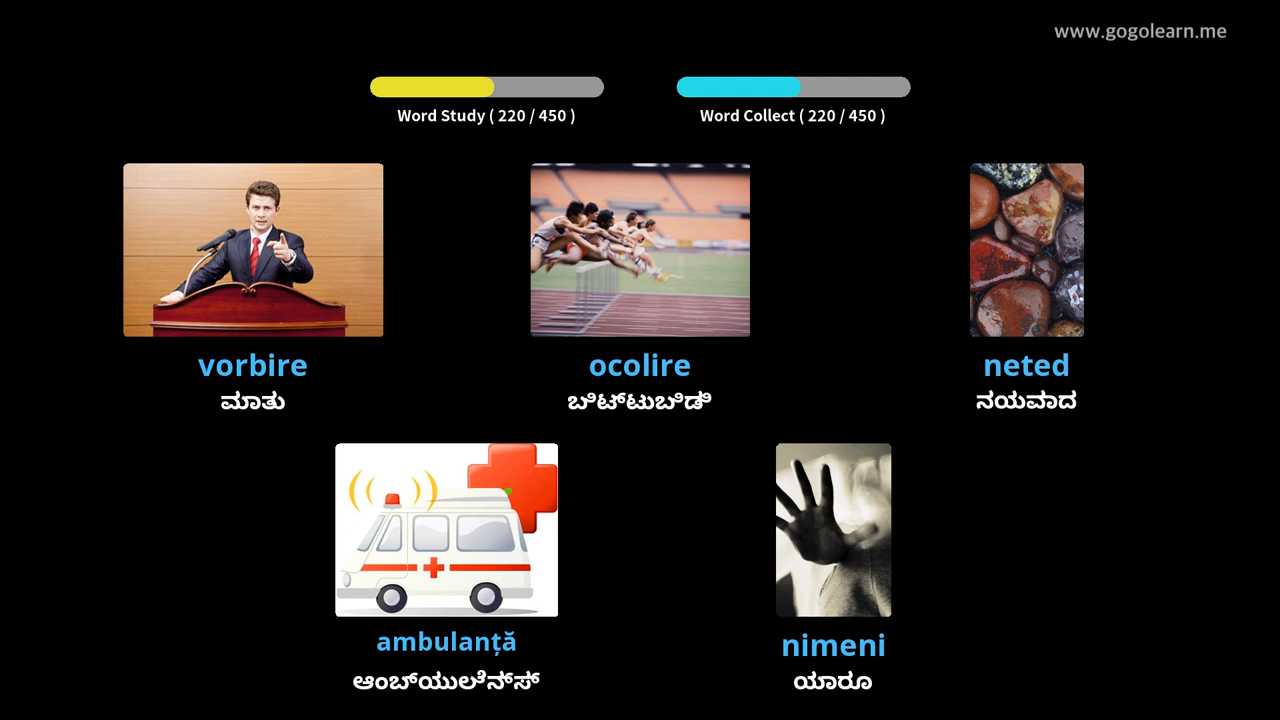 www.gogolearn.me
Word Study ( 220 / 450 )
Word Collect ( 220 / 450 )
vorbire
ಮಾತು
ocolire
ಬಿಟ್ಟುಬಿಡಿ
neted
ನಯವಾದ
ambulanță
ಆಂಬ್ಯುಲೆನ್ಸ್
nimeni
ಯಾರೂ